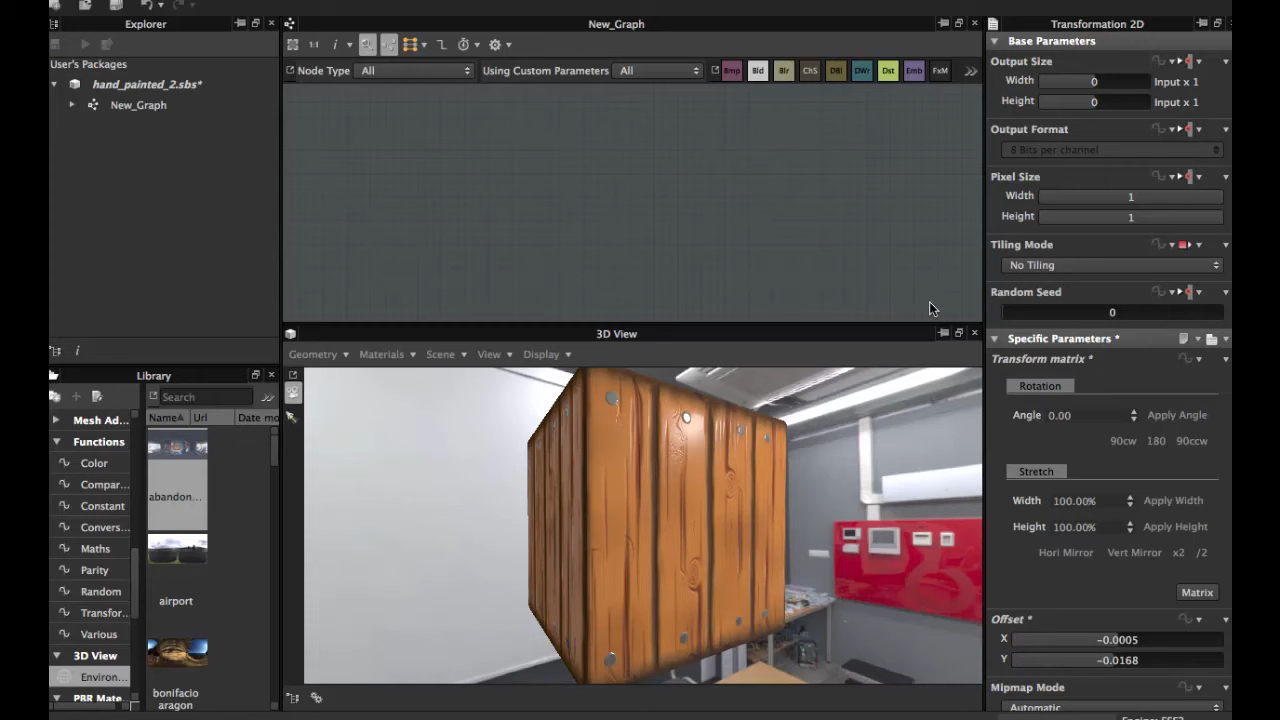 Explorer
New_Graph
Transformation 2D
1:1
Base Parameters
User's Packages
Node Type
All
Using Custom Parameters
All
Bmp
Bld
Blr
ChS
DBl
DWr
Dst
Emb
FxM
hand_painted_2.sbs*
New_Graph
Output Size
Width
0
Input x 1
Height
0
Input x 1
Output Format
8 Bits per channel
Pixel Size
Width
1
Height
1
Tiling Mode
No Tiling
Random Seed
0
3D View
Geometry
Materials
Scene
View
Display
Library
Search
Name
Url
Date mo
Mesh Ad...
Functions
Color
Compar...
Constant
Convers...
Maths
Parity
Random
Transfor...
Various
3D View
Environ...
PBR Mate...
abandon...
airport
bonifacio
aragon
Specific Parameters *
Transform matrix *
Rotation
Angle
0.00
Apply Angle
90cw
180
90ccw
Stretch
Width
100.00%
Apply Width
Height
100.00%
Apply Height
Hori Mirror
Vert Mirror
x2
/2
Matrix
Offset *
X
-0.0005
Y
-0.0168
Mipmap Mode
Automatic